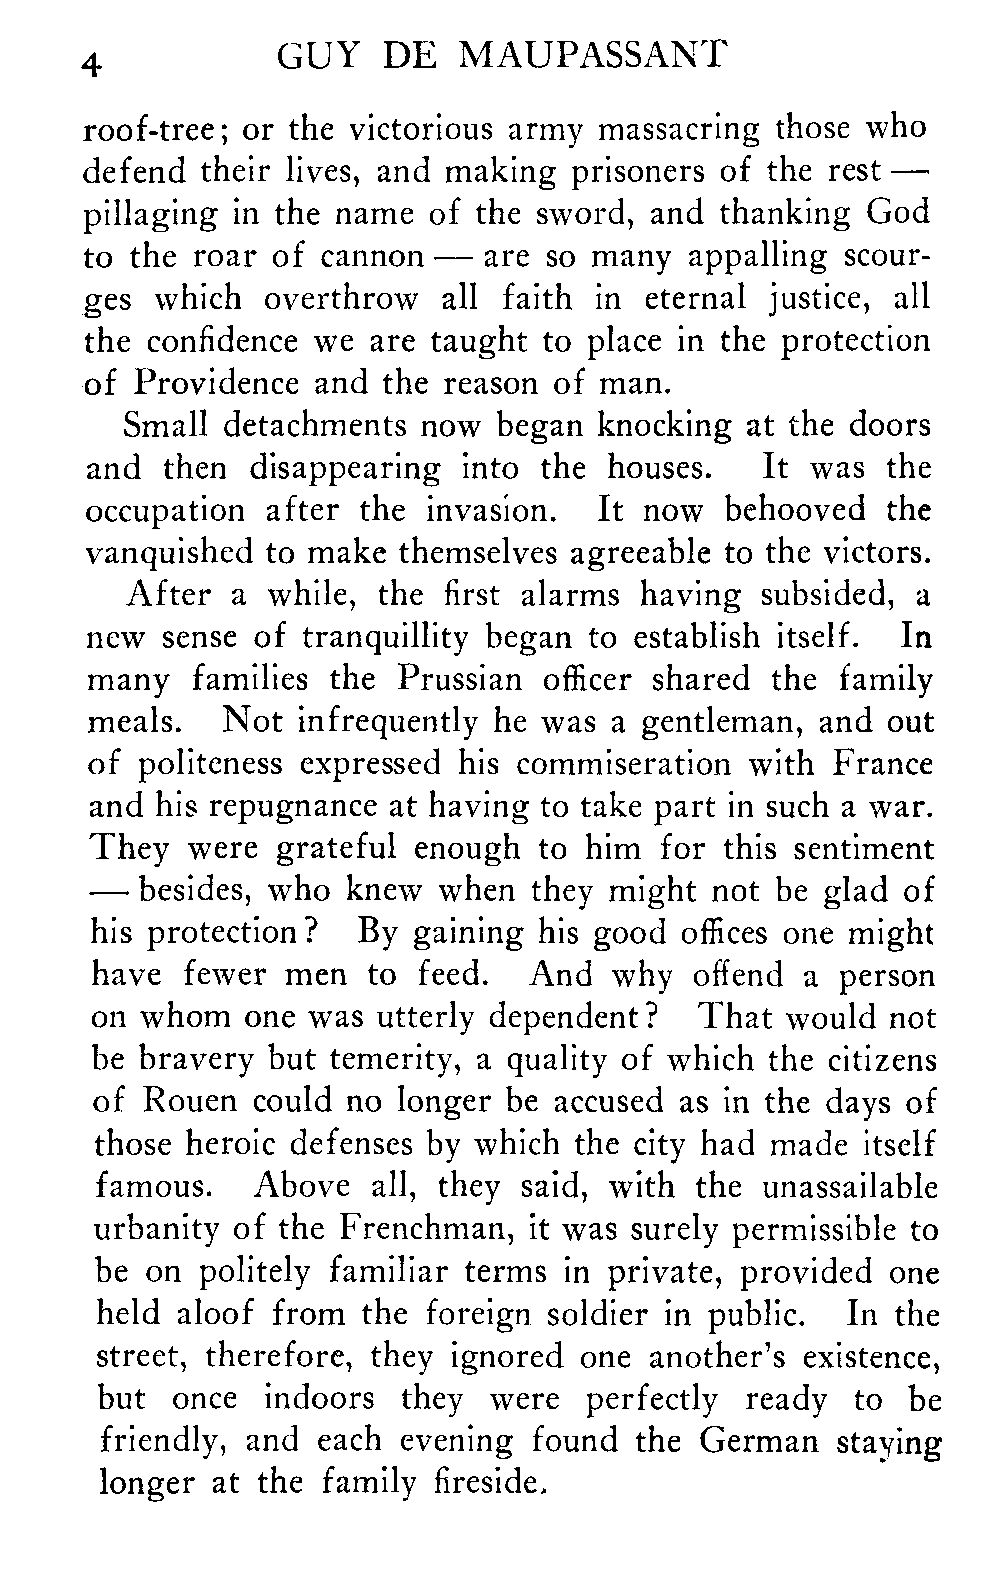 4 GUY DE MAUPASSANT
roof-tree; or the victorious army massacring those who
defend their lives, and making prisoners of the rest —
pillaging in the name of the sword, and thanking God
to the roar of cannon — are so many appalling scour-
ges which overthrow all faith in eternal justice, all
the confidence we are taught to place in the protection
of Providence and the reason of man.
Small detachments now began knocking at the doors
and then disappearing into the houses. It was the
occupation after the invasion. It now behooved the
vanquished to make themselves agreeable to the victors.
After a while, the first alarms having subsided, a
new sense of tranquillity began to establish itself. In
many families the Prussian officer shared the family
meals. Not infrequently he was a gentleman, and out
of politeness expressed his commiseration with France
and his repugnance at having to take part in such a war.
They were grateful enough to him for this sentiment
— besides, who knew when they might not be glad of
his protection? By gaining his good offices one might
have fewer men to feed. And why offend a person
on whom one was utterly dependent? That would not
be bravery but temerity, a quality of which the citizens
of Rouen could no longer be accused as in the days of
those heroic defenses by which the city had made itself
famous. Above all, they said, with the unassailable
urbanity of the Frenchman, it was surely permissible to
be on politely familiar terms in private, provided one
held aloof from the foreign soldier in public. In the
street, therefore, they ignored one another's existence,
but once indoors they were perfectly ready to be
friendly, and each evening found the German staying
longer at the family fireside.